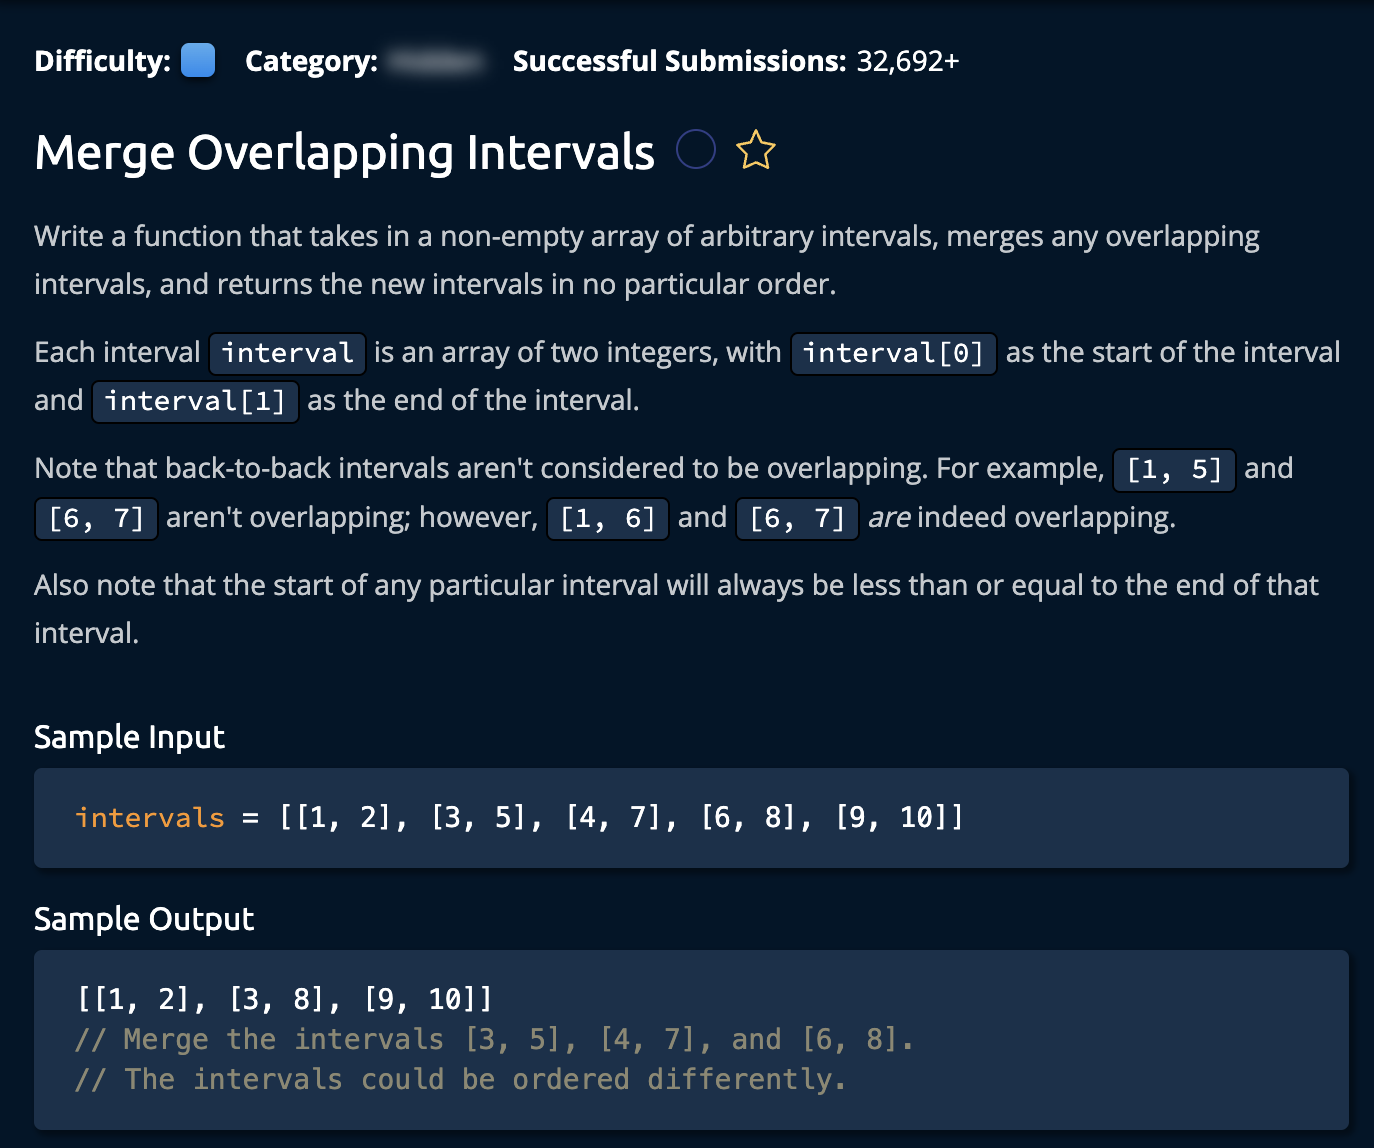 Difficulty: Category: Successful Submissions: 32,692+
Merge Overlapping Intervals
Write a function that takes in a non-empty array of arbitrary intervals, merges any overlapping
intervals, and returns the new intervals in no particular order.
Each interval interval is an array of two integers, with interval[0] as the start of the interval
and interval[1] as the end of the interval.
Note that back-to-back intervals aren't considered to be overlapping. For example, [1, 5] and
[6, 7] aren't overlapping; however, [1, 6] and [6, 7] are indeed overlapping.
Also note that the start of any particular interval will always be less than or equal to the end of that
interval.
Sample Input
intervals = [[1, 2], [3, 5], [4, 7], [6, 8], [9, 10]]
Sample Output
[[1, 2], [3, 8], [9, 10]]
// Merge the intervals [3, 5], [4, 7], and [6, 8].
// The intervals could be ordered differently.